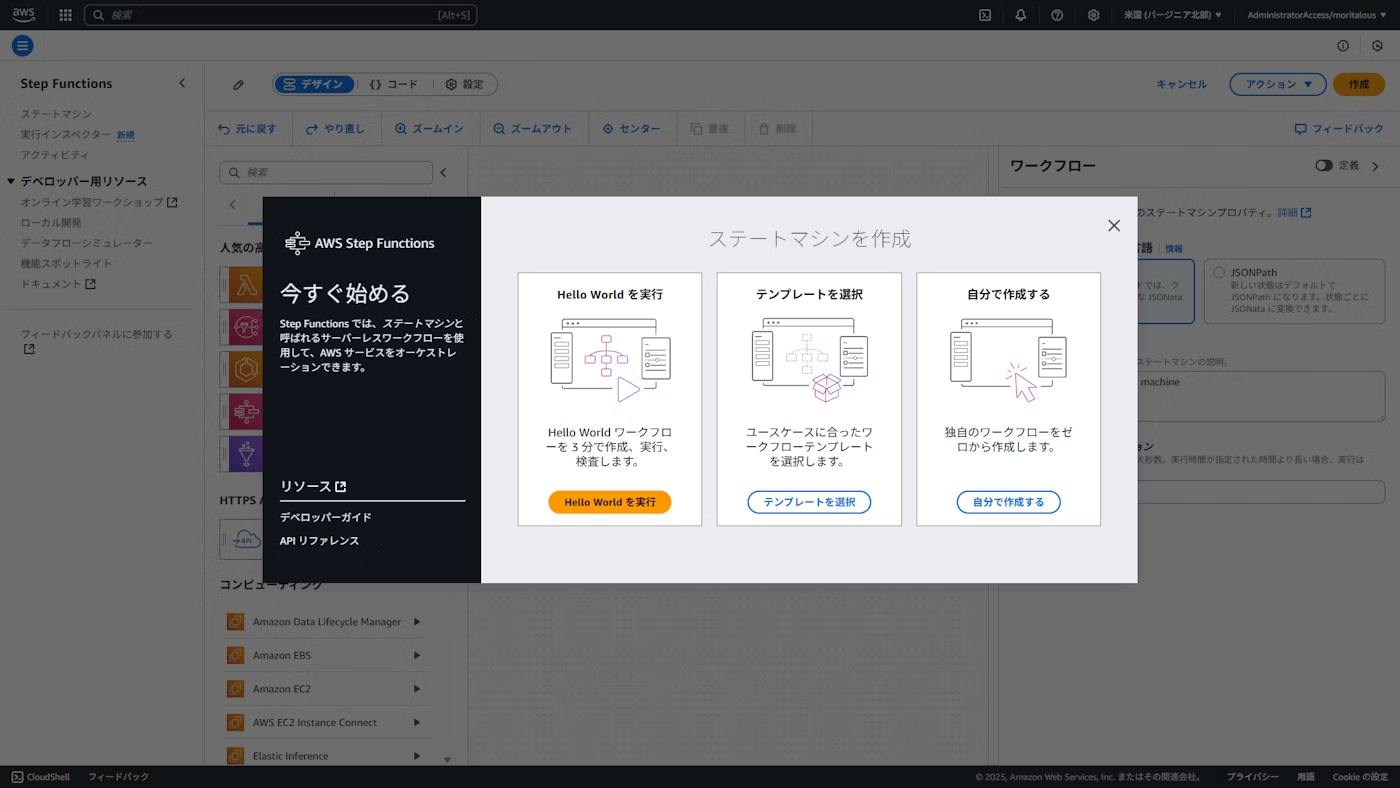 aws
検索
[Alt+S]
米国 (バージニア北部) ▼
AdministratorAccess/moritalous ▼
Step Functions
ステートマシン
実行インスペクター 新規
アクティビティ
▼ デベロッパー用リソース
オンライン学習ワークショップ
ローカル開発
データフローシミュレーター
機能スポットライト
ドキュメント
フィードバックパネルに参加する
デザイン
{} コード
設定
キャンセル
アクション ▼
作成
元に戻す
やり直し
ズームイン
ズームアウト
センター
重複
削除
フィードバック
検索
人気の高
HTTPS
API
コンピューティング
Amazon Data Lifecycle Manager
Amazon EBS
Amazon EC2
AWS EC2 Instance Connect
Elastic Inference
AWS Step Functions
今すぐ始める
Step Functions では、ステートマシンと
呼ばれるサーバーレスワークフローを使
用して、AWS サービスをオーケストレ
ーションできます。
リソース
デベロッパーガイド
API リファレンス
ステートマシンを作成
Hello World を実行
Hello World ワークフロ
ーを 3 分で作成、実行、
検査します。
Hello World を実行
テンプレートを選択
ユースケースに合ったワ
ークフローテンプレート
を選択します。
テンプレートを選択
自分で作成する
独自のワークフローをゼ
ロから作成します。
自分で作成する
ワークフロー
定義
のステートマシンプロパティ。詳細
言語
情報
ドでは、ク
な JSONata
JSONPath
新しい状態はデフォルトで
JSONPath になります。状態ごとに
JSONata に変換できます。
ステートマシンの説明。
machine
ョン
大秒数。実行時間が指定された時間より長い場合、実行は
CloudShell
フィードバック
© 2025, Amazon Web Services, Inc. またはその関連会社。
プライバシー
用語
Cookie の設定